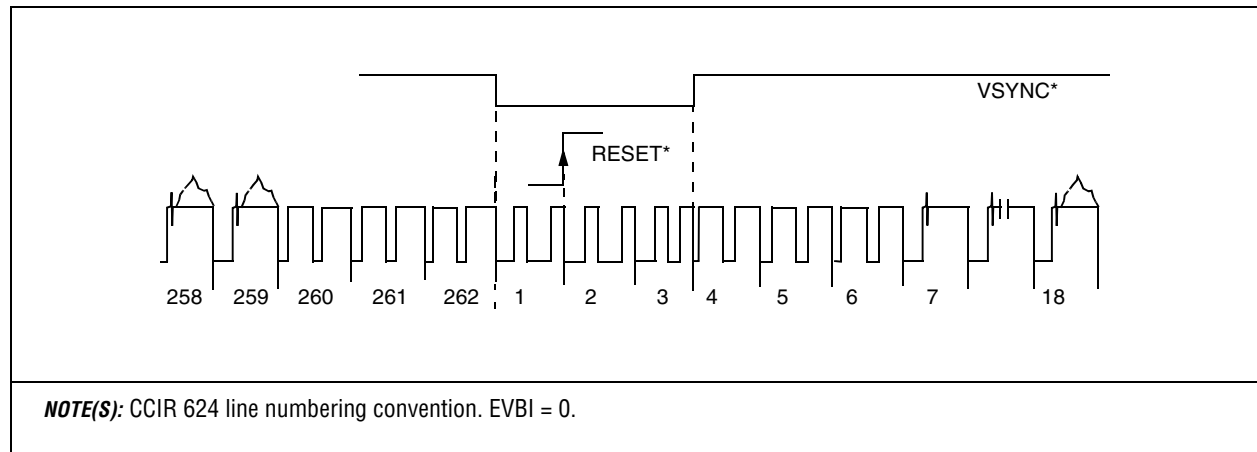 VSYNC*
RESET*
258 259 260 261 262 1 2 3 4 5 6 7 18
NOTE(S): CCIR 624 line numbering convention. EVBI = 0.